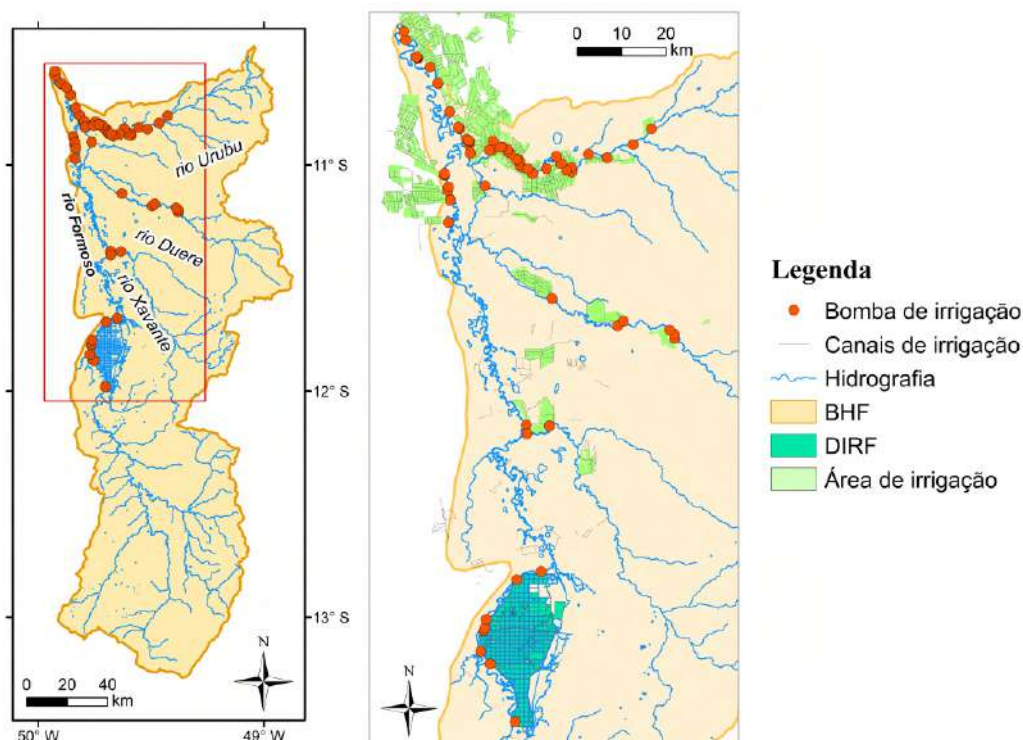 rio Urubu
rio Formoso
rio Duere
rio Xavante
11° S
12° S
13° S
N
0 20 40
km
50° W
49° W
0 10 20
km
N
Legenda
Bomba de irrigação
Canais de irrigação
Hidrografia
BHF
DIRF
Área de irrigação